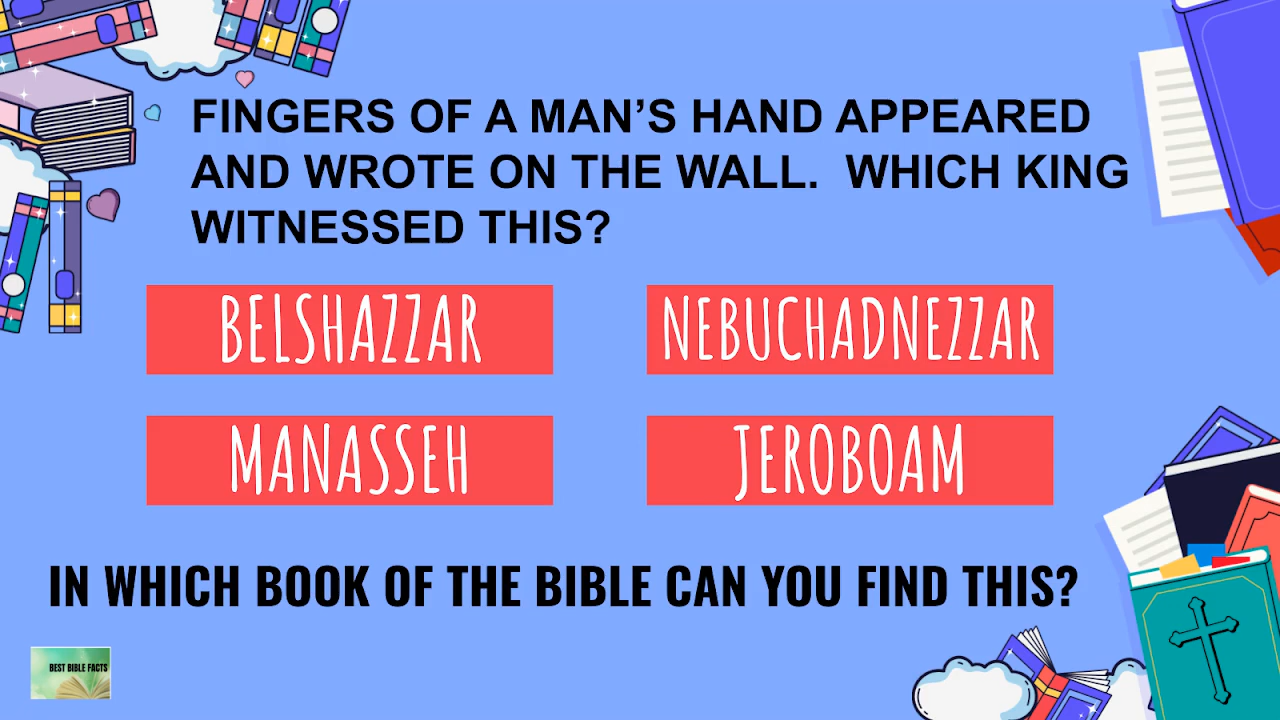 FINGERS OF A MAN’S HAND APPEARED
AND WROTE ON THE WALL.  WHICH KING
WITNESSED THIS?
BELSHAZZAR
NEBUCHADNEZZAR
MANASSEH
JEROBOAM
IN WHICH BOOK OF THE BIBLE CAN YOU FIND THIS?
BEST BIBLE FACTS